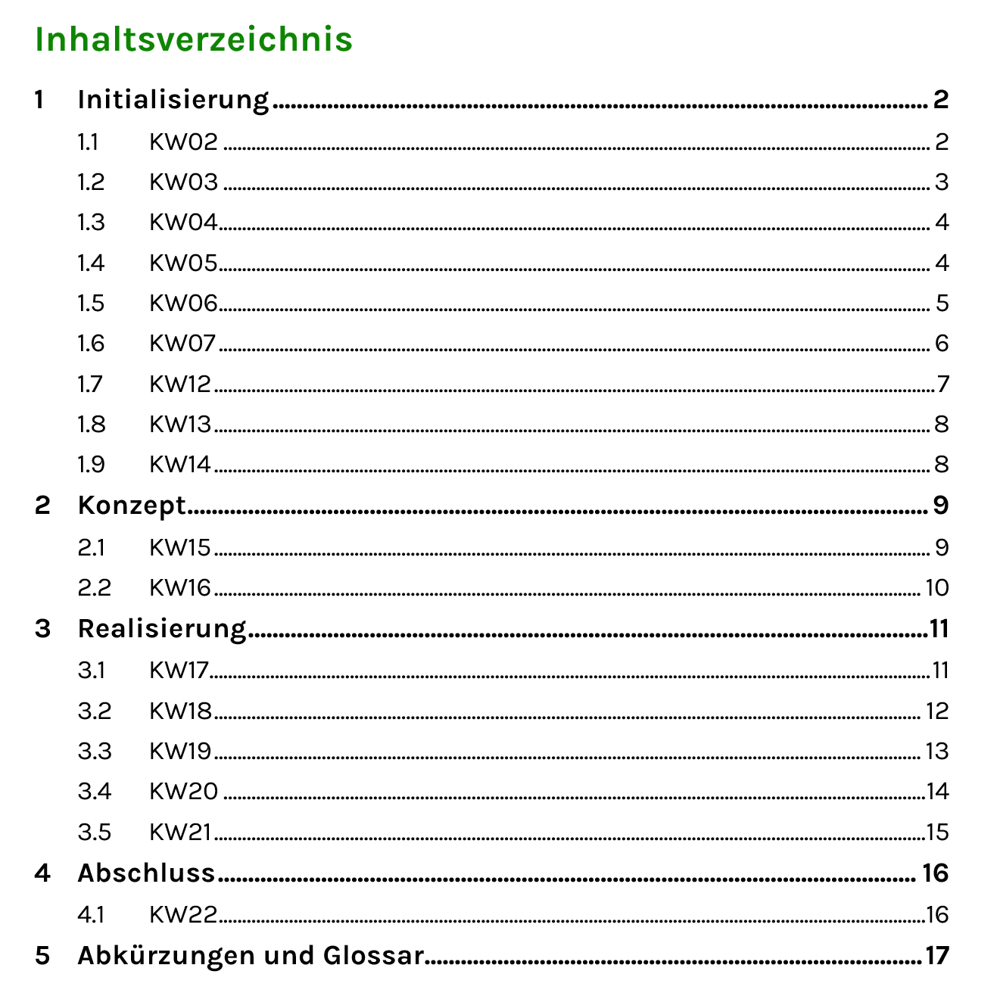 Inhaltsverzeichnis
1 Initialisierung 2
1.1 KW02 2
1.2 KW03 3
1.3 KW04 4
1.4 KW05 4
1.5 KW06 5
1.6 KW07 6
1.7 KW12 7
1.8 KW13 8
1.9 KW14 8
2 Konzept 9
2.1 KW15 9
2.2 KW16 10
3 Realisierung 11
3.1 KW17 11
3.2 KW18 12
3.3 KW19 13
3.4 KW20 14
3.5 KW21 15
4 Abschluss 16
4.1 KW22 16
5 Abkürzungen und Glossar 17